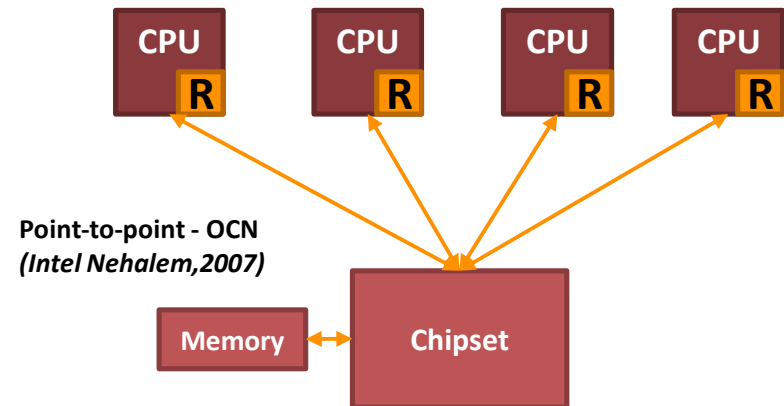 CPU CPU CPU CPU
R R R R
Point-to-point - OCN
(Intel Nehalem,2007)
Memory Chipset